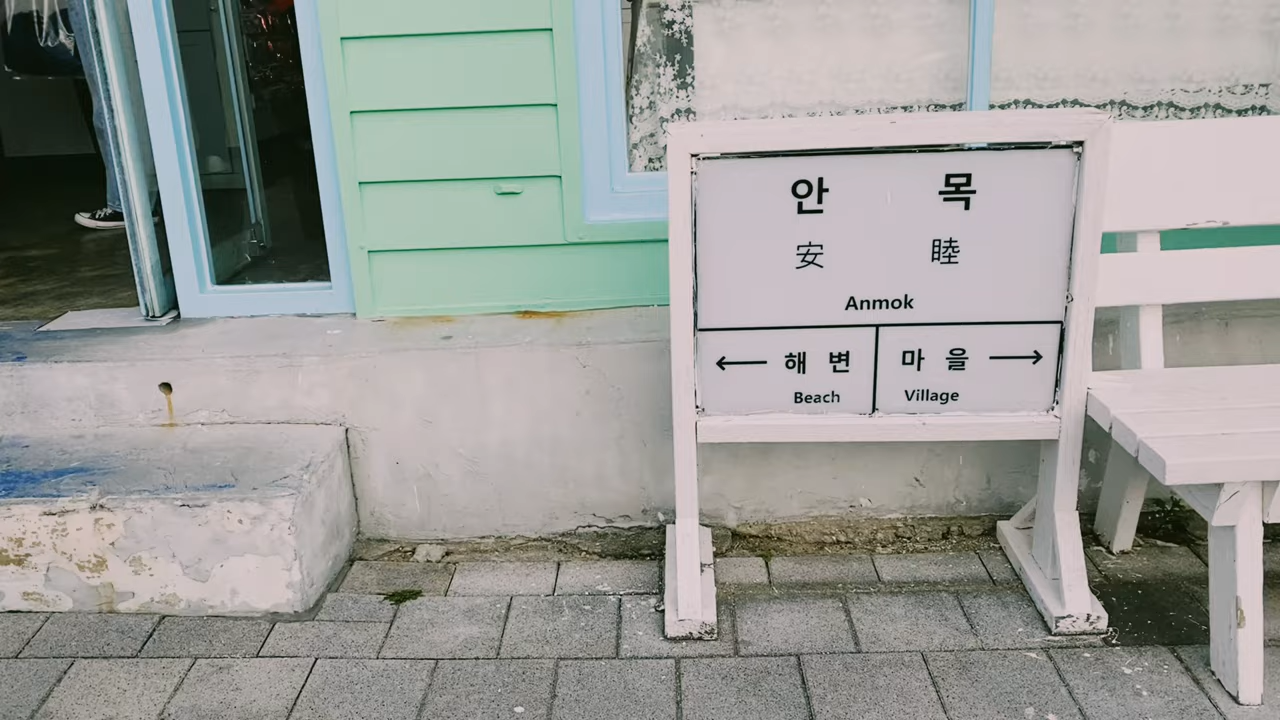 안 목
安 睦
Anmok
← 해 변
Beach
마 을 →
Village